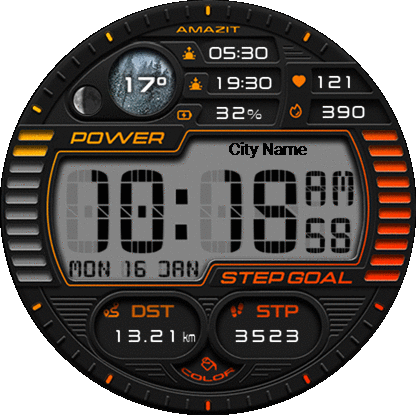 AMAZIT
05:30
17°
19:30
121
32%
390
POWER
City Name
10:18 AM
58
MON 16 JAN
STEP GOAL
DST
STP
13.21 km
3523
COLOR